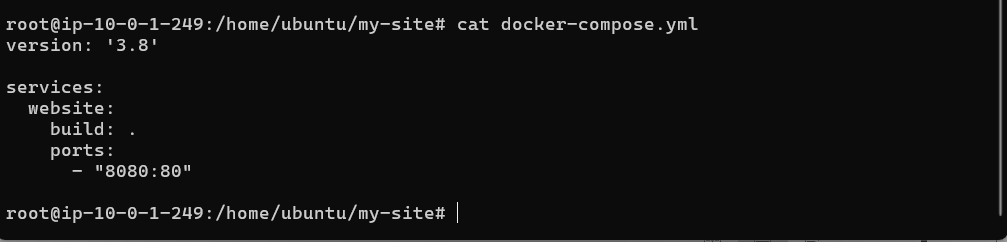 root@ip-10-0-1-249:/home/ubuntu/my-site# cat docker-compose.yml
version: '3.8'

services:
  website:
    build: .
    ports:
      - "8080:80"

root@ip-10-0-1-249:/home/ubuntu/my-site#